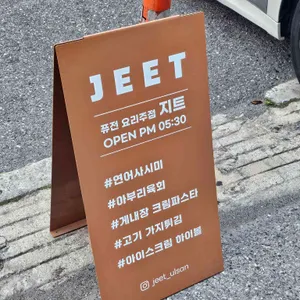 JEET
퓨전 요리주점 지트
OPEN PM 05:30
#연어사시미
#아부리육회
#게내장 크림파스타
#고기 가지튀김
#아이스크림 하이볼
jeet_ulsan